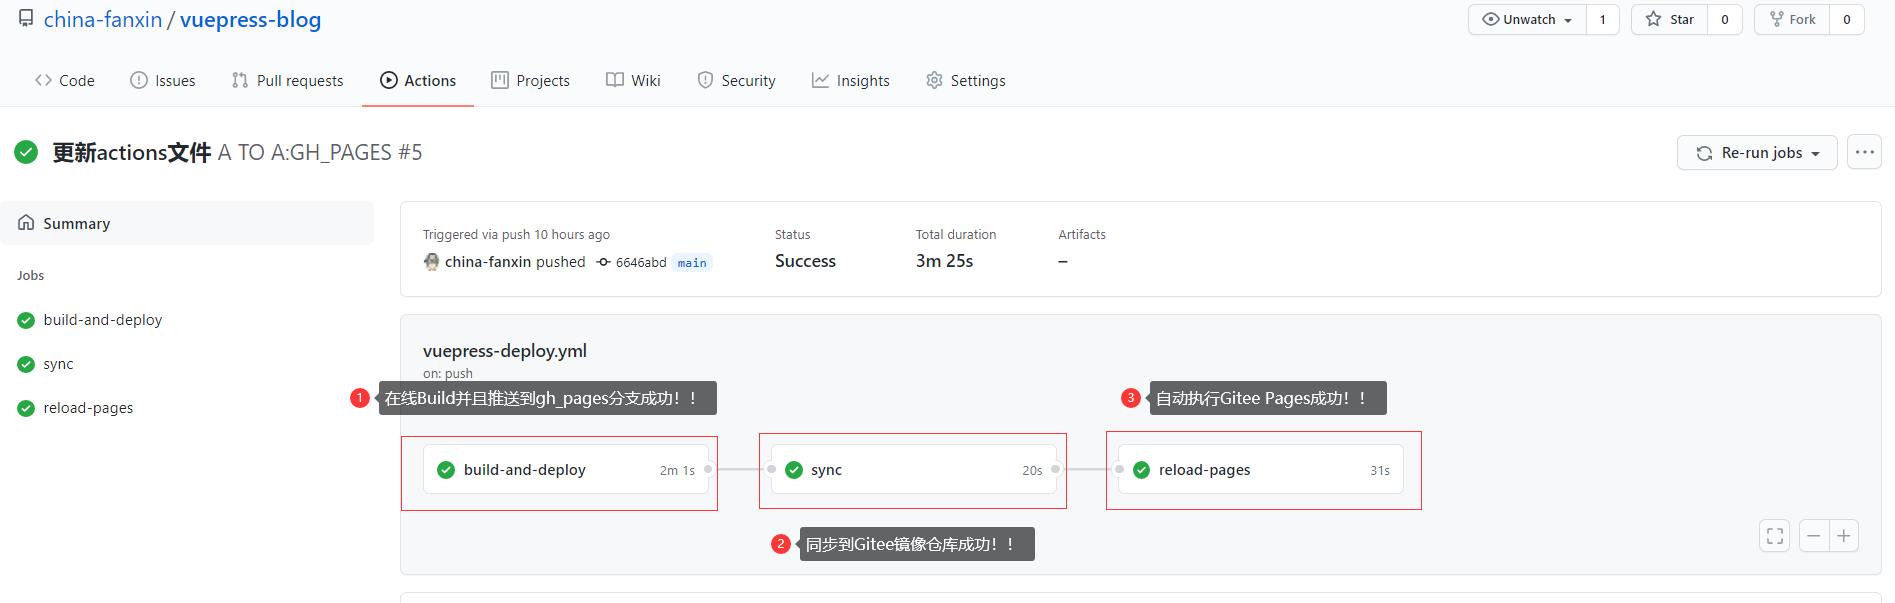 china-fanxin / vuepress-blog
Unwatch 1 Star 0 Fork 0
Code Issues Pull requests Actions Projects Wiki Security Insights Settings
更新actions文件 A TO A:GH_PAGES #5
Re-run jobs
Summary
Jobs
build-and-deploy
sync
reload-pages
Triggered via push 10 hours ago
china-fanxin pushed 6646abd main
Status
Success
Total duration
3m 25s
Artifacts
–
vuepress-deploy.yml
on: push
1 在线Build并且推送到gh_pages分支成功！！
3 自动执行Gitee Pages成功！！
build-and-deploy 2m 1s
sync 20s
reload-pages 31s
2 同步到Gitee镜像仓库成功！！